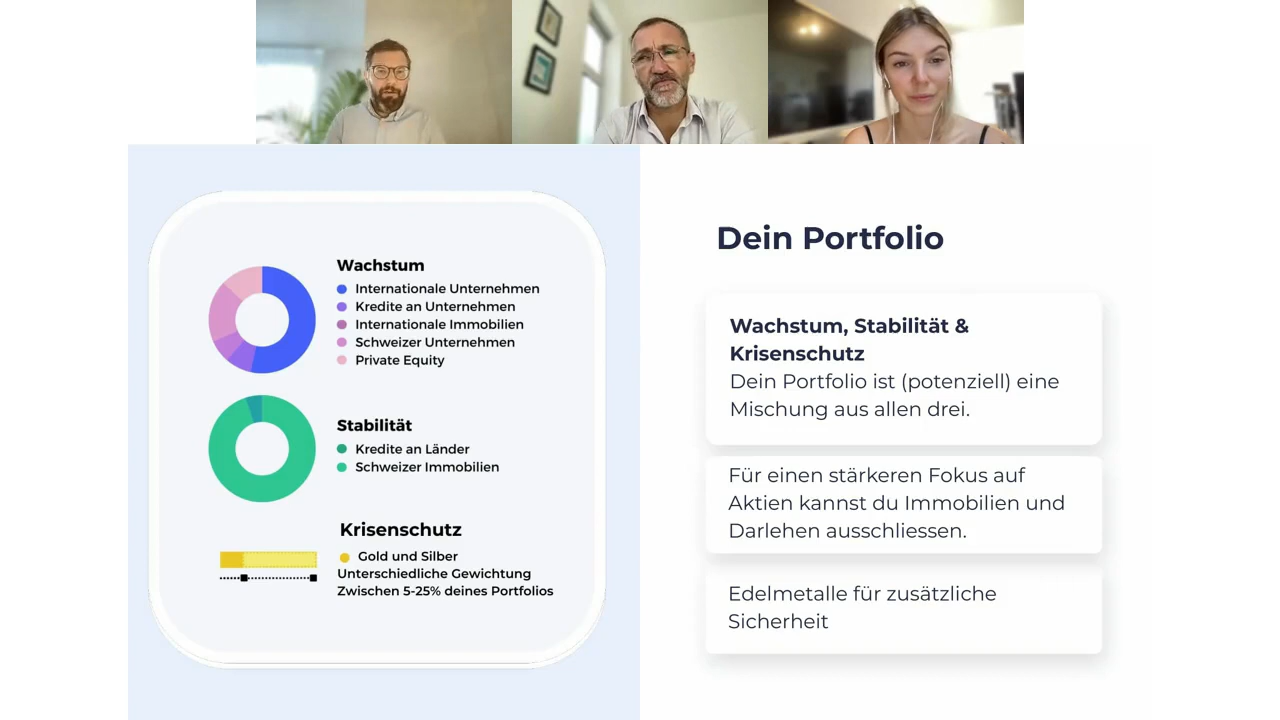 Wachstum
Internationale Unternehmen
Kredite an Unternehmen
Internationale Immobilien
Schweizer Unternehmen
Private Equity
Stabilität
Kredite an Länder
Schweizer Immobilien
Krisenschutz
Gold und Silber
Unterschiedliche Gewichtung
Zwischen 5-25% deines Portfolios
Dein Portfolio
Wachstum, Stabilität &
Krisenschutz
Dein Portfolio ist (potenziell) eine
Mischung aus allen drei.
Für einen stärkeren Fokus auf
Aktien kannst du Immobilien und
Darlehen ausschliessen.
Edelmetalle für zusätzliche
Sicherheit